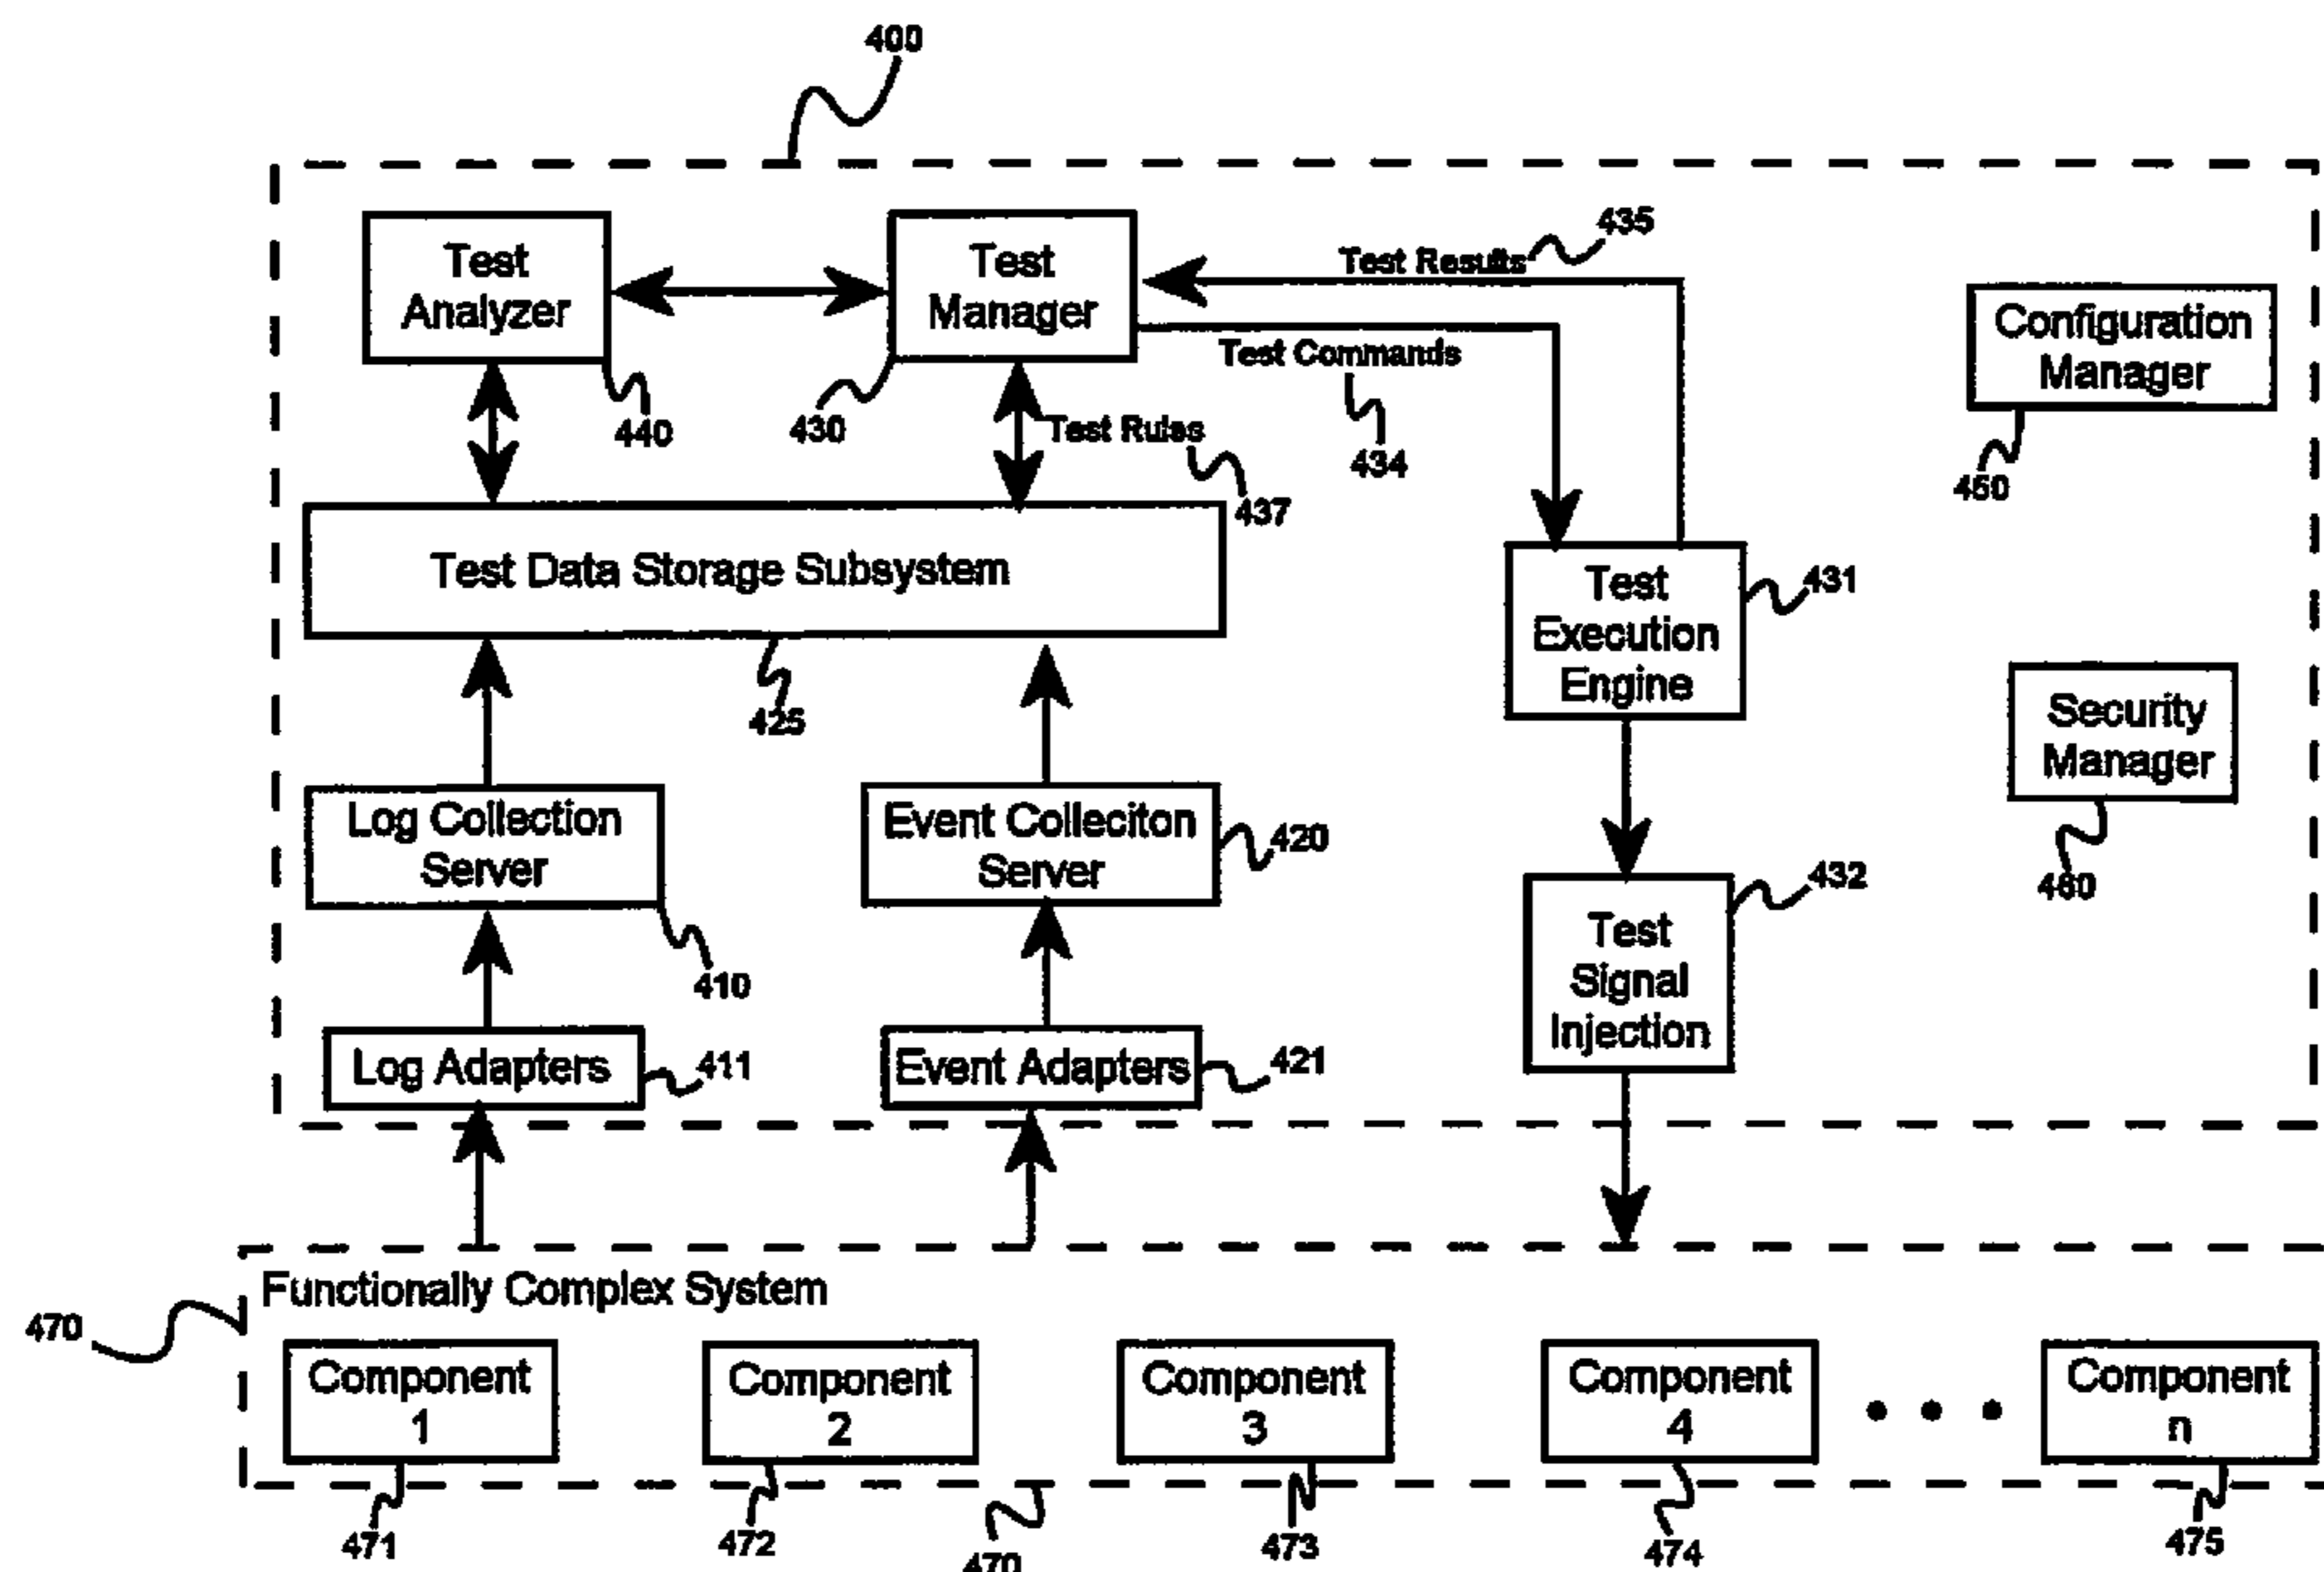 400
Test
Analyzer
Test
Manager
Test Results
435
Test Commands
434
Configuration
Manager
450
440
430
Test Rules
437
Test Data Storage Subsystem
425
Test
Execution
Engine
431
Security
Manager
460
Log Collection
Server
410
Event Colleciton
Server
420
Test
Signal
Injection
432
Log Adapters
411
Event Adapters
421
Functionally Complex System
470
Component
1
Component
2
Component
3
Component
4
Component
n
471
472
470
473
474
475